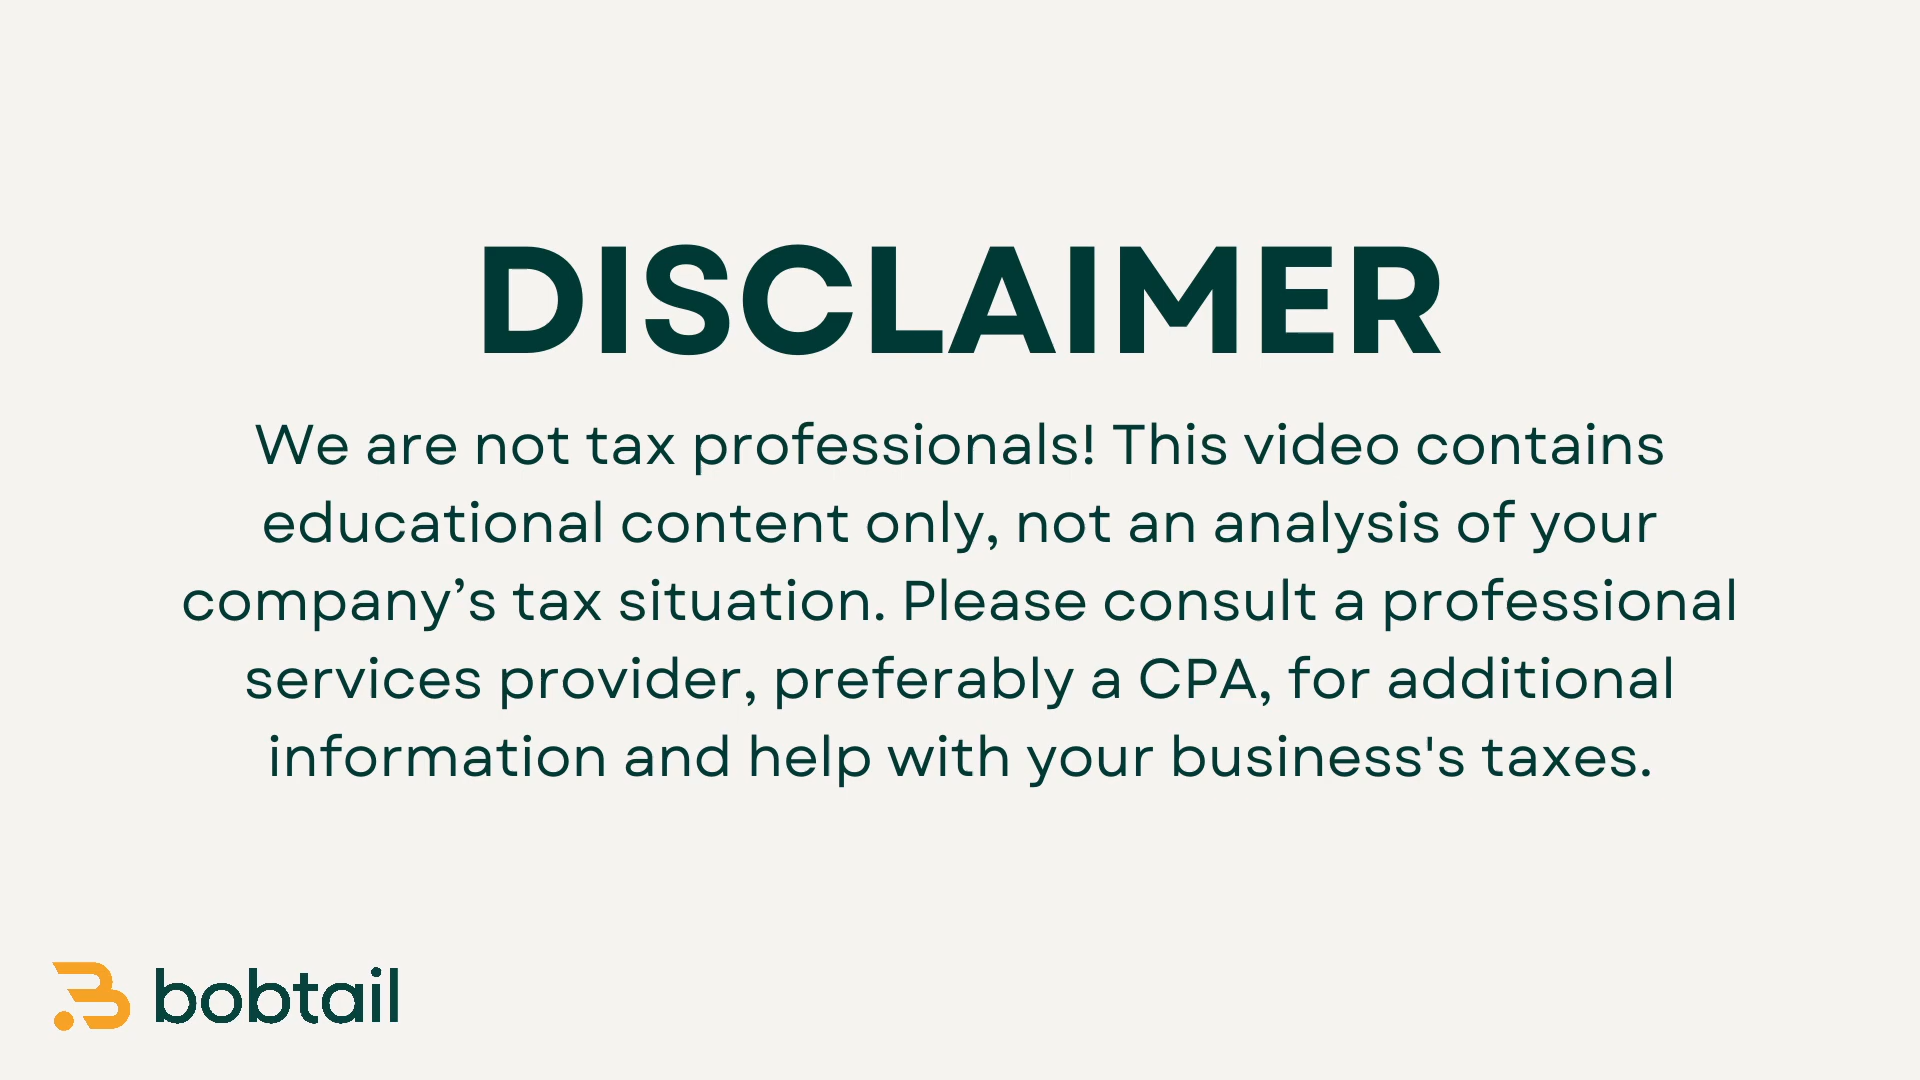 DISCLAIMER
We are not tax professionals! This video contains
educational content only, not an analysis of your
company’s tax situation. Please consult a professional
services provider, preferably a CPA, for additional
information and help with your business's taxes.
bobtail